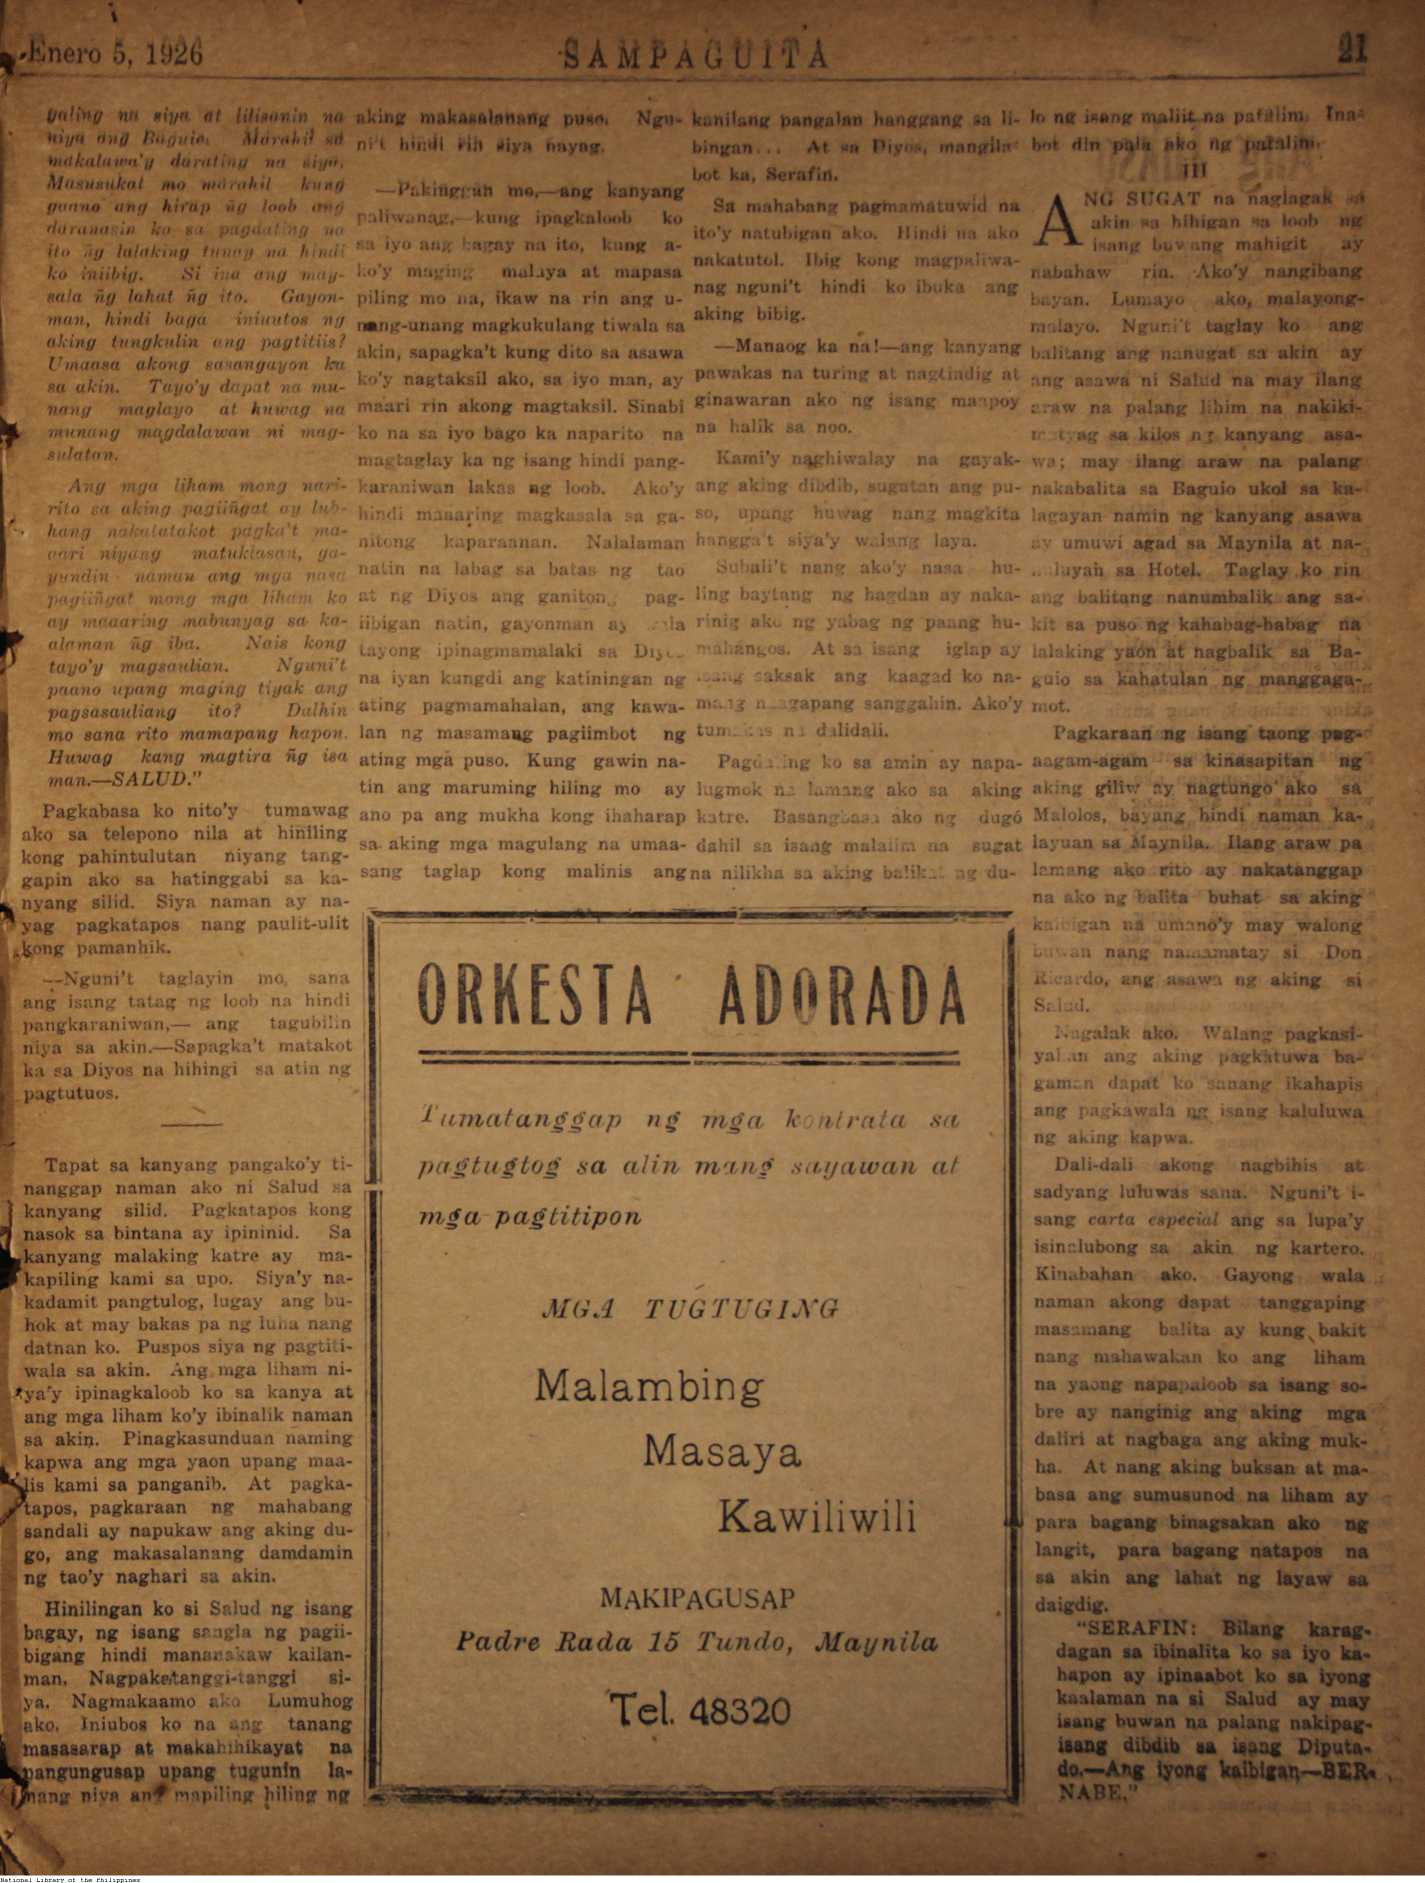 Enero 5, 1926
SAMPAGUITA
21
galing na siya at lilisanin na
niya ang Baguio. Marahil sa
makalawa'y darating na siya.
Masusukat mo marahil kung
gaano ang hirap ñg loob ang
daranasin ko sa pagdating na
ito ñg lalaking tunay na hindi
ko iniibig. Si ina ang may-
sala ñg lahat ñg ito. Gayon-
man, hindi baga iniuutos ng
aking tungkulin ang pagtitiis?
Umaasa akong sasangayon ka
sa akin. Tayo'y dapat na mu-
nang maglayo at huwag na
munang magdalawan ni mag-
sulatan.
Ang mga liham mong nari-
rito sa aking pagiiñgat ay lub-
hang nakatatakot pagka't ma-
aari niyang matuklasan, ga-
yundin naman ang mga nasa
pagiiñgat mong mga liham ko
ay maaaring mabunyag sa ka-
alaman ñg iba. Nais kong
tayo'y magsaulian. Nguni't
paano upang maging tiyak ang
pagsasauliang ito? Dalhin
mo sana rito mamapang hapon.
Huwag kang magtira ñg isa
man.—SALUD."
Pagkabasa ko nito'y tumawag
ako sa telepono nila at hiniling
kong pahintulutan niyang tang-
gapin ako sa hatinggabi sa ka-
nyang silid. Siya naman ay na-
yag pagkatapos nang paulit-ulit
kong pamanhik.
—Nguni't taglayin mo, sana
ang isang tatag ng loob na hindi
pangkaraniwan,— ang tagubilin
niya sa akin.—Sapagka't matakot
ka sa Diyos na hihingi sa atin ng
pagtutuos.
Tapat sa kanyang pangako'y ti-
nanggap naman ako ni Salud sa
kanyang silid. Pagkatapos kong
nasok sa bintana ay ipininid. Sa
kanyang malaking katre ay ma-
kapiling kami sa upo. Siya'y na-
kadamit pangtulog, lugay ang bu-
hok at may bakas pa ng luha nang
datnan ko. Puspos siya ng pagtiti-
wala sa akin. Ang mga liham ni-
ya'y ipinagkaloob ko sa kanya at
ang mga liham ko'y ibinalik naman
sa akin. Pinagkasunduan naming
kapwa ang mga yaon upang maa-
lis kami sa panganib. At pagka-
tapos, pagkaraan ng mahabang
sandali ay napukaw ang aking du-
go, ang makasalanang damdamin
ng tao'y naghari sa akin.
Hinilingan ko si Salud ng isang
bagay, ng isang sangla ng pagii-
bigang hindi mananakaw kailan-
man. Nagpakatanggi-tanggi si-
ya. Nagmakaamo ako Lumuhog
ako. Iniubos ko na ang tanang
masasarap at makahihikayat na
pangungusap upang tugunin la-
mang niya ang mapiling hiling ng
aking makasalanang puso. Ngu-
ni't hindi rin siya nayag.
—Pakinggan mo,—ang kanyang
paliwanag,—kung ipagkaloob ko
sa iyo ang bagay na ito, kung a-
ko'y maging malaya at mapasa
piling mo na, ikaw na rin ang u-
nang-unang magkukulang tiwala sa
akin, sapagka't kung dito sa asawa
ko'y nagtaksil ako, sa iyo man, ay
maari rin akong magtaksil. Sinabi
ko na sa iyo bago ka naparito na
magtaglay ka ng isang hindi pang-
karaniwan lakas ng loob. Ako'y
hindi maaaring magkasala sa ga-
nitong kaparaanan. Nalalaman
natin na labag sa batas ng tao
at ng Diyos ang ganitong pag-
iibigan natin, gayonman ay wala
tayong ipinagmamalaki sa Diyos
na iyan kungdi ang katiningan ng
ating pagmamahalan, ang kawa-
lan ng masamang pagiimbot ng
ating mga puso. Kung gawin na-
tin ang maruming hiling mo ay
ano pa ang mukha kong ihaharap
sa aking mga magulang na umaa-
sang taglap kong malinis ang
kanilang pangalan hanggang sa li-
bingan... At sa Diyos, mangila-
bot ka, Serafin.
Sa mahabang pagmamatuwid na
ito'y natubigan ako. Hindi na ako
nakatutol. Ibig kong magpaliwa-
nag nguni't hindi ko ibuka ang
aking bibig.
—Manaog ka na!—ang kanyang
pawakas na turing at nagtindig at
ginawaran ako ng isang maapoy
na halik sa noo.
Kami'y naghiwalay na gayak-
ang aking dibdib, sugatan ang pu-
so, upang huwag nang magkita
hangga't siya'y walang laya.
Subali't nang ako'y nasa hu-
ling baytang ng hagdan ay naka-
rinig ako ng yabag ng paang hu-
mahangos. At sa isang iglap ay
isang saksak ang kaagad ko na-
mang naagapang sanggahin. Ako'y
tumakas na dalidali.
Pagdating ko sa amin ay napa-
lugmok na lamang ako sa aking
katre. Basangbasa ako ng dugó
dahil sa isang malalim na sugat
na nilikha sa aking balikat ng du-
lo ng isang maliit na patalim. Ina-
bot din pala ako ng patalim.
III
ANG SUGAT na naglagak sa
akin sa hihigan sa loob ng
isang buwang mahigit ay
nabahaw rin. Ako'y nangibang
bayan. Lumayo ako, malayong-
malayo. Nguni't taglay ko ang
balitang ang nanugat sa akin ay
ang asawa ni Salud na may ilang
araw na palang lihim na nakiki-
matyag sa kilos ng kanyang asa-
wa; may ilang araw na palang
nakabalita sa Baguio ukol sa ka-
lagayan namin ng kanyang asawa
ay umuwi agad sa Maynila at na-
nuluyan sa Hotel. Taglay ko rin
ang balitang nanumbalik ang sa-
kit sa puso ng kahabag-habag na
lalaking yaon at nagbalik sa Ba-
guio sa kahatulan ng manggaga-
mot.
Pagkaraan ng isang taong pag-
aagam-agam sa kinasapitan ng
aking giliw ay nagtungo ako sa
Malolos, bayang hindi naman ka-
layuan sa Maynila. Ilang araw pa
lamang ako rito ay nakatanggap
na ako ng balita buhat sa aking
kaibigan na umano'y may walong
buwan nang namamatay si Don
Ricardo, ang asawa ng aking si
Salud.
Nagalak ako. Walang pagkasi-
yahan ang aking pagkatuwa ba-
gaman dapat ko sanang ikahapis
ang pagkawala ng isang kaluluwa
ng aking kapwa.
Dali-dali akong nagbihis at
sadyang luluwas sana. Nguni't i-
sang carta especial ang sa lupa'y
isinalubong sa akin ng kartero.
Kinabahan ako. Gayong wala
naman akong dapat tanggaping
masamang balita ay kung bakit
nang mahawakan ko ang liham
na yaong napapaloob sa isang so-
bre ay nanginig ang aking mga
daliri at nagbaga ang aking muk-
ha. At nang aking buksan at ma-
basa ang sumusunod na liham ay
para bagang binagsakan ako ng
langit, para bagang natapos na
sa akin ang lahat ng layaw sa
daigdig.
"SERAFIN: Bilang karag-
dagan sa ibinalita ko sa iyo ka-
hapon ay ipinaabot ko sa iyong
kaalaman na si Salud ay may
isang buwan na palang nakipag-
isang dibdib sa isang Diputa-
do.—Ang iyong kaibigan—BER-
NABE."
ORKESTA ADORADA
Tumatanggap ng mga kontrata sa
pagtugtog sa alin mang sayawan at
mga pagtitipon
MGA TUGTUGING
Malambing
Masaya
Kawiliwili
MAKIPAGUSAP
Padre Rada 15 Tundo, Maynila
Tel. 48320
National Library of the Philippines